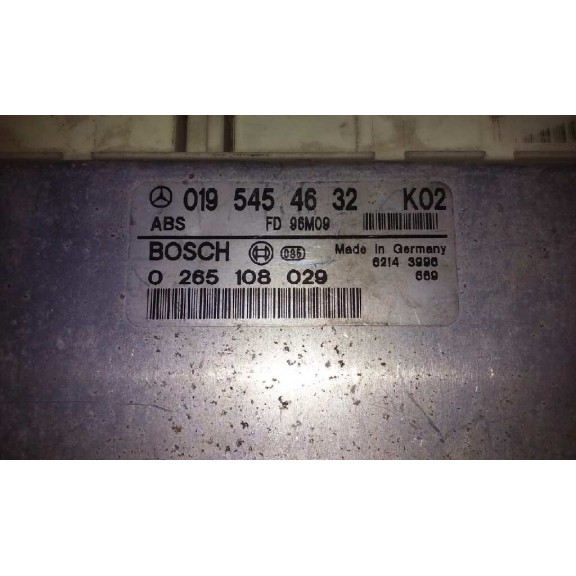 019 545 46 32 K02
ABS FD 96M09
BOSCH 035 Made in Germany
6214 3996
0 265 108 029 669